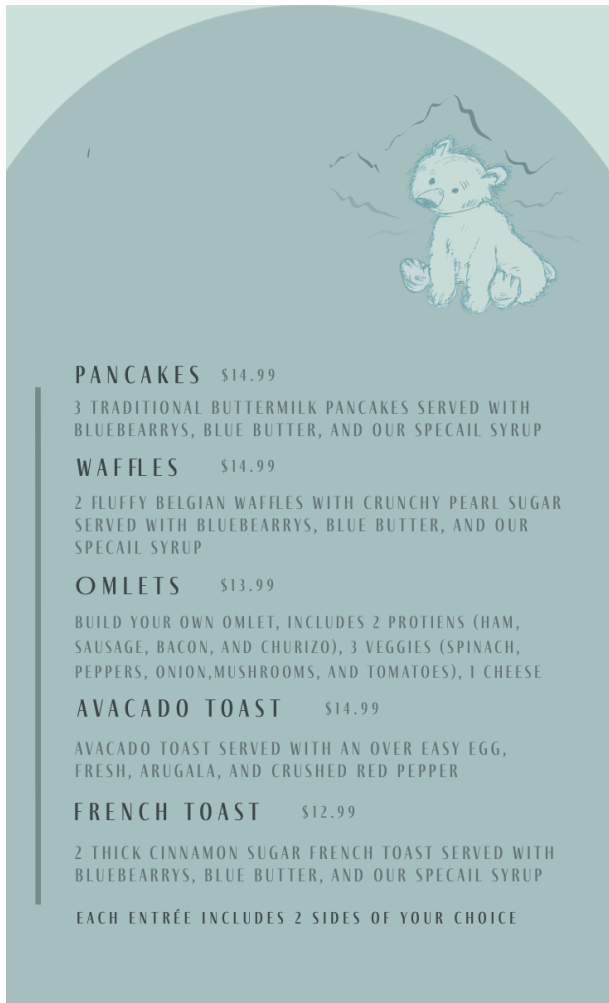 PANCAKES $14.99
3 TRADITIONAL BUTTERMILK PANCAKES SERVED WITH
BLUEBEARRYS, BLUE BUTTER, AND OUR SPECAIL SYRUP
WAFFLES $14.99
2 FLUFFY BELGIAN WAFFLES WITH CRUNCHY PEARL SUGAR
SERVED WITH BLUEBEARRYS, BLUE BUTTER, AND OUR
SPECAIL SYRUP
OMLETS $13.99
BUILD YOUR OWN OMLET, INCLUDES 2 PROTIENS (HAM,
SAUSAGE, BACON, AND CHURIZO), 3 VEGGIES (SPINACH,
PEPPERS, ONION,MUSHROOMS, AND TOMATOES), 1 CHEESE
AVACADO TOAST $14.99
AVACADO TOAST SERVED WITH AN OVER EASY EGG,
FRESH, ARUGALA, AND CRUSHED RED PEPPER
FRENCH TOAST $12.99
2 THICK CINNAMON SUGAR FRENCH TOAST SERVED WITH
BLUEBEARRYS, BLUE BUTTER, AND OUR SPECAIL SYRUP
EACH ENTRÉE INCLUDES 2 SIDES OF YOUR CHOICE